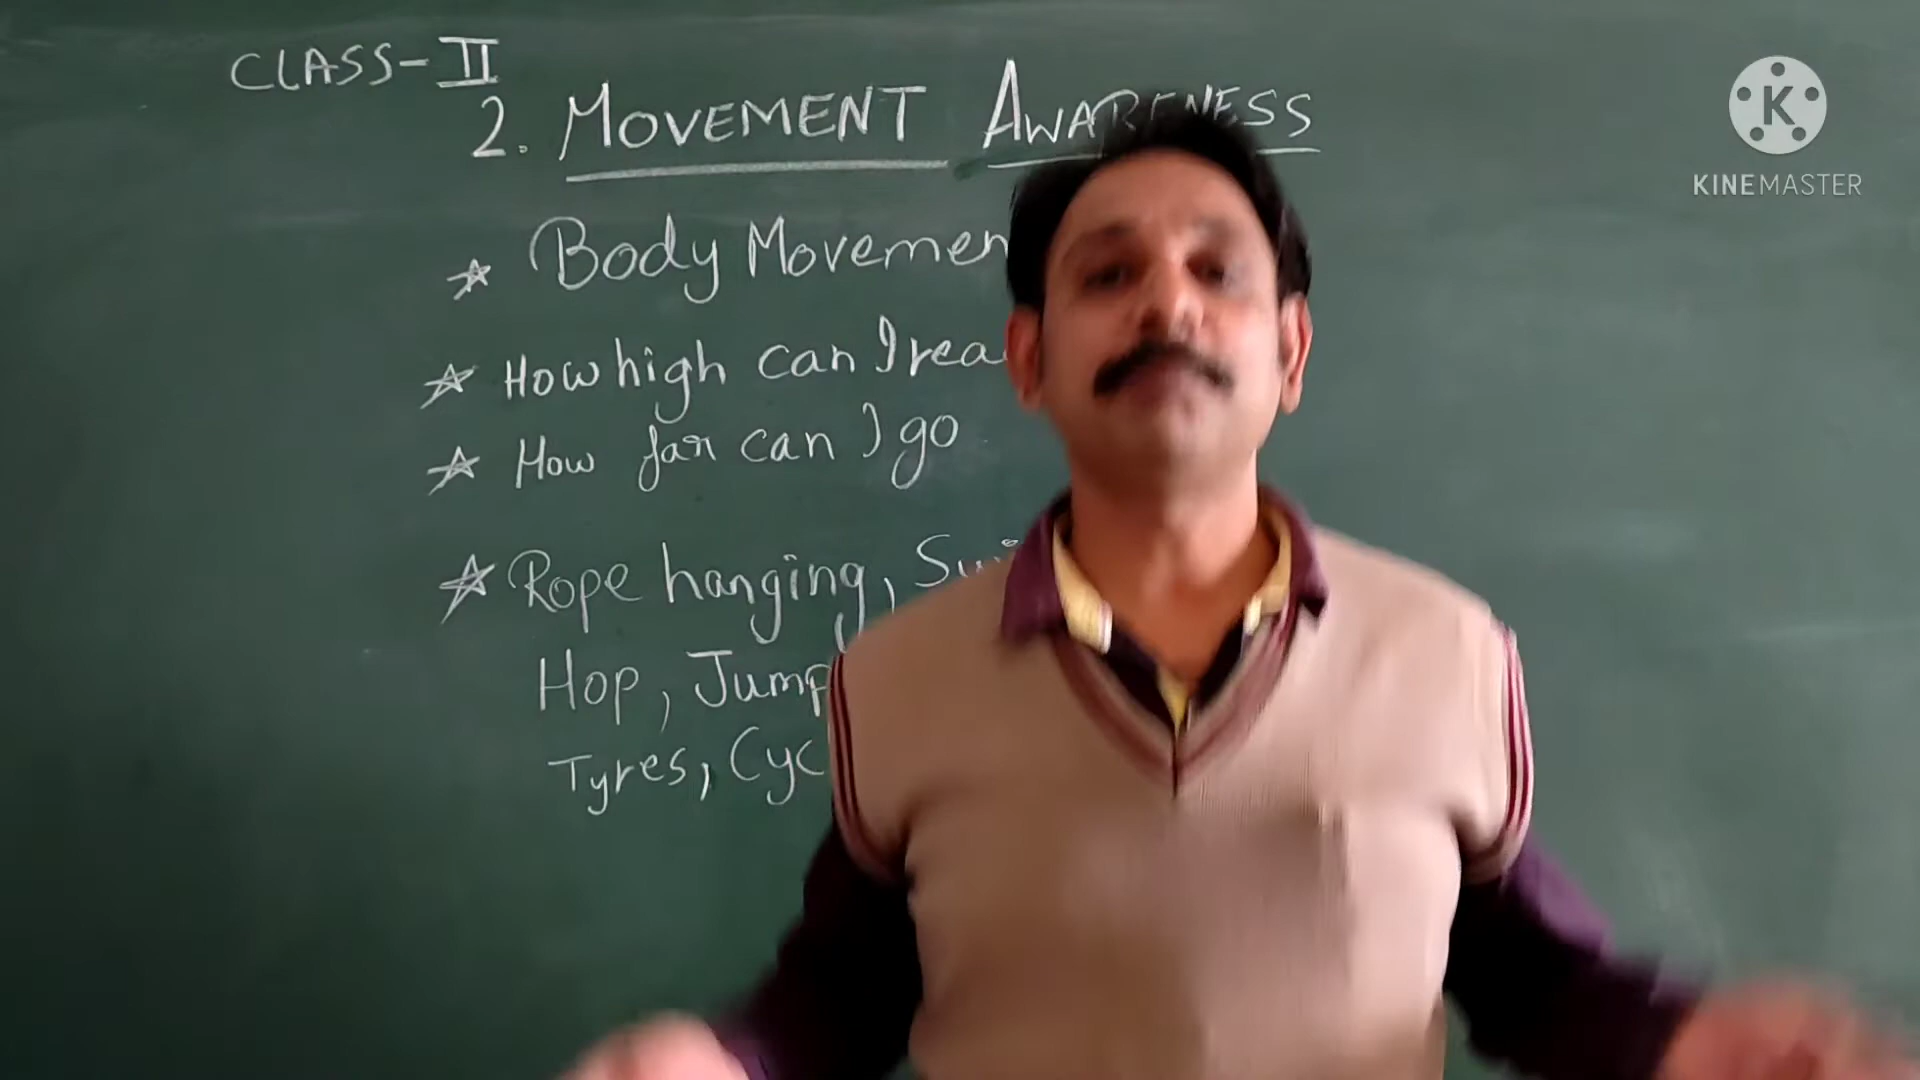 CLASS-II
2. MOVEMENT AWARENESS
Body Movemen
How high can I rea
How far can I go
Rope hanging, Swi
Hop, Jump
Tyres, Cyc
K
KINEMASTER